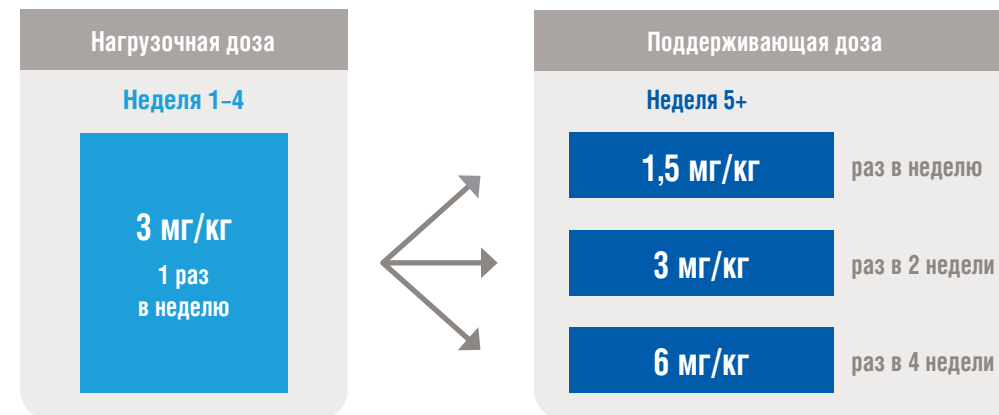 Нагрузочная доза
Неделя 1–4
3 мг/кг
1 раз
в неделю
Поддерживающая доза
Неделя 5+
1,5 мг/кг раз в неделю
3 мг/кг раз в 2 недели
6 мг/кг раз в 4 недели